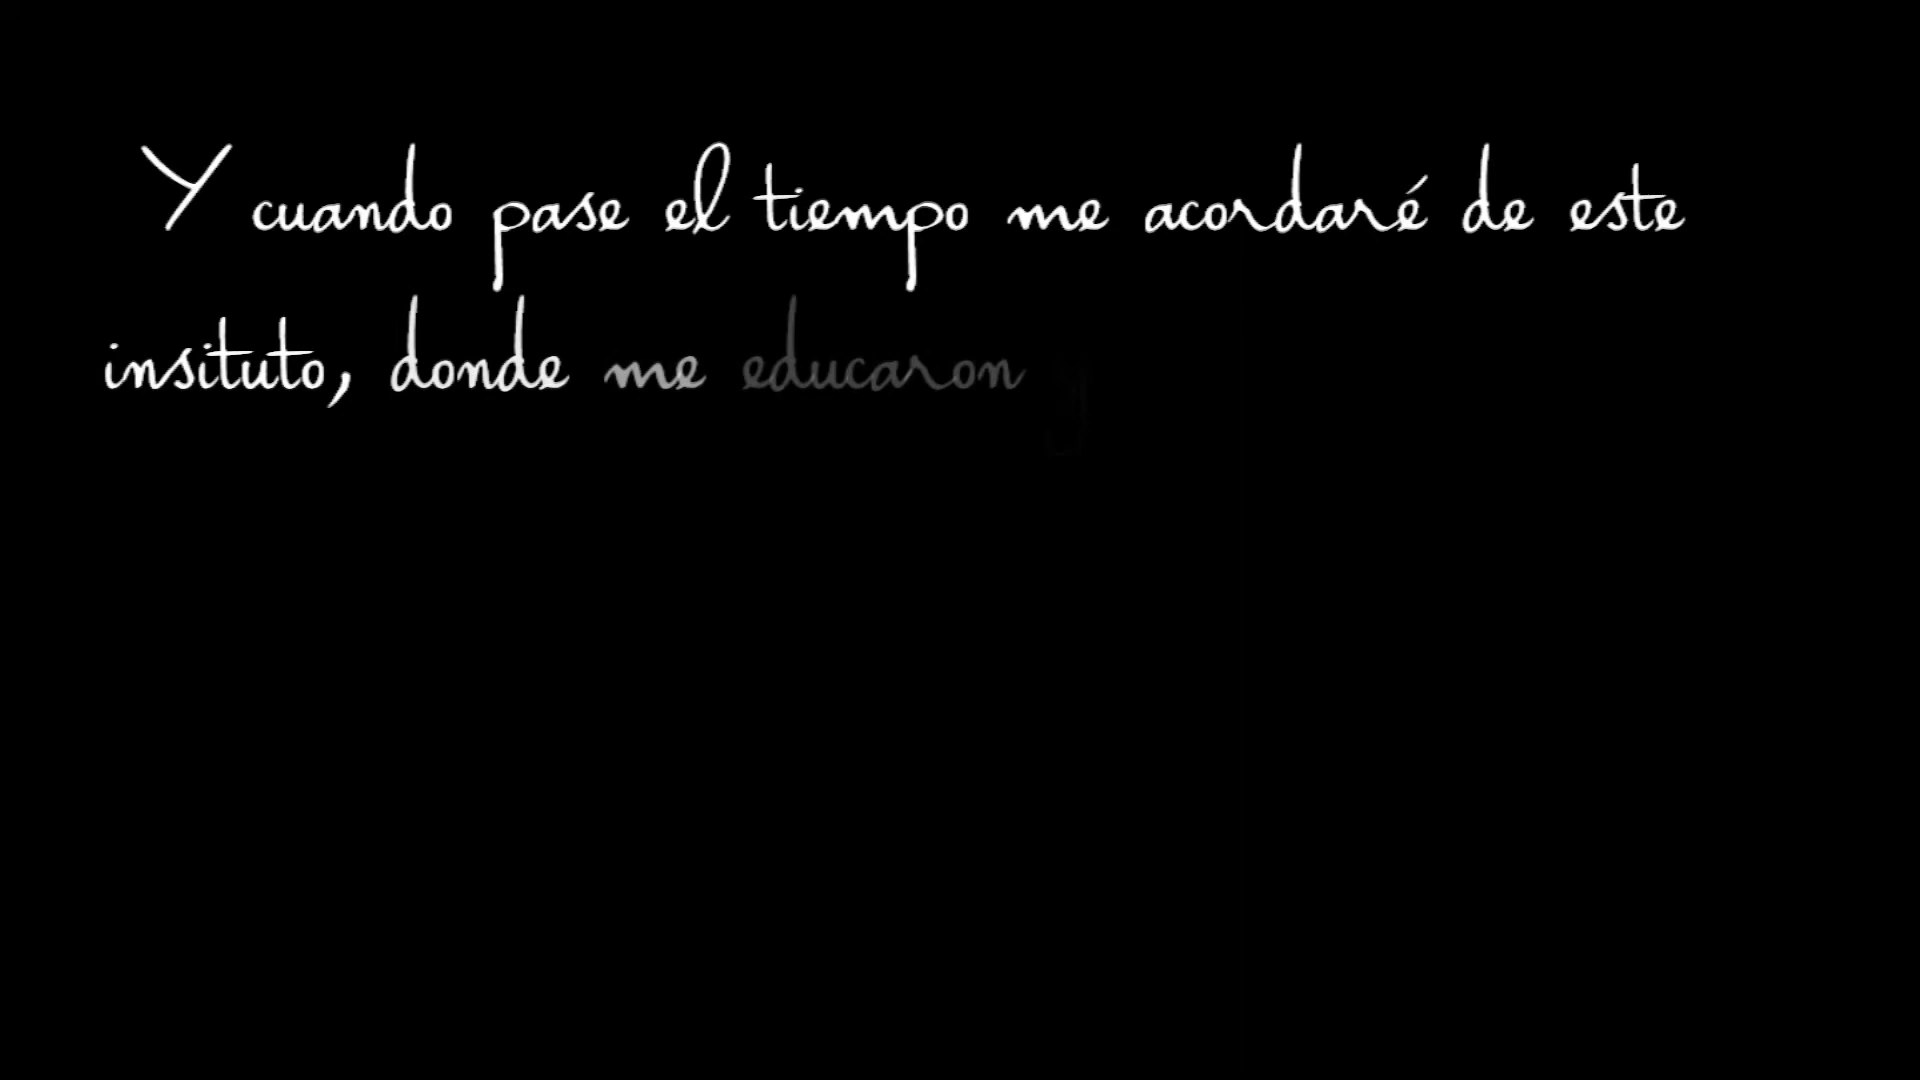 Y cuando pase el tiempo me acordaré de este
insituto, donde me educaron y